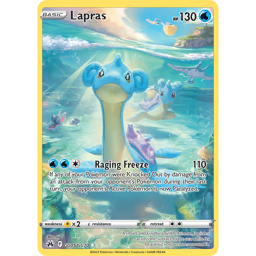 BASIC Lapras HP 130
Raging Freeze 110
If any of your Pokémon were Knocked Out by damage from
an attack from your opponent's Pokémon during their last
turn, your opponent's Active Pokémon is now Paralyzed.
weakness x2 resistance retreat